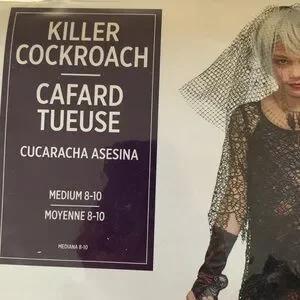 KILLER
COCKROACH
CAFARD
TUEUSE
CUCARACHA ASESINA
MEDIUM 8-10
MOYENNE 8-10
MEDIANA 8-10